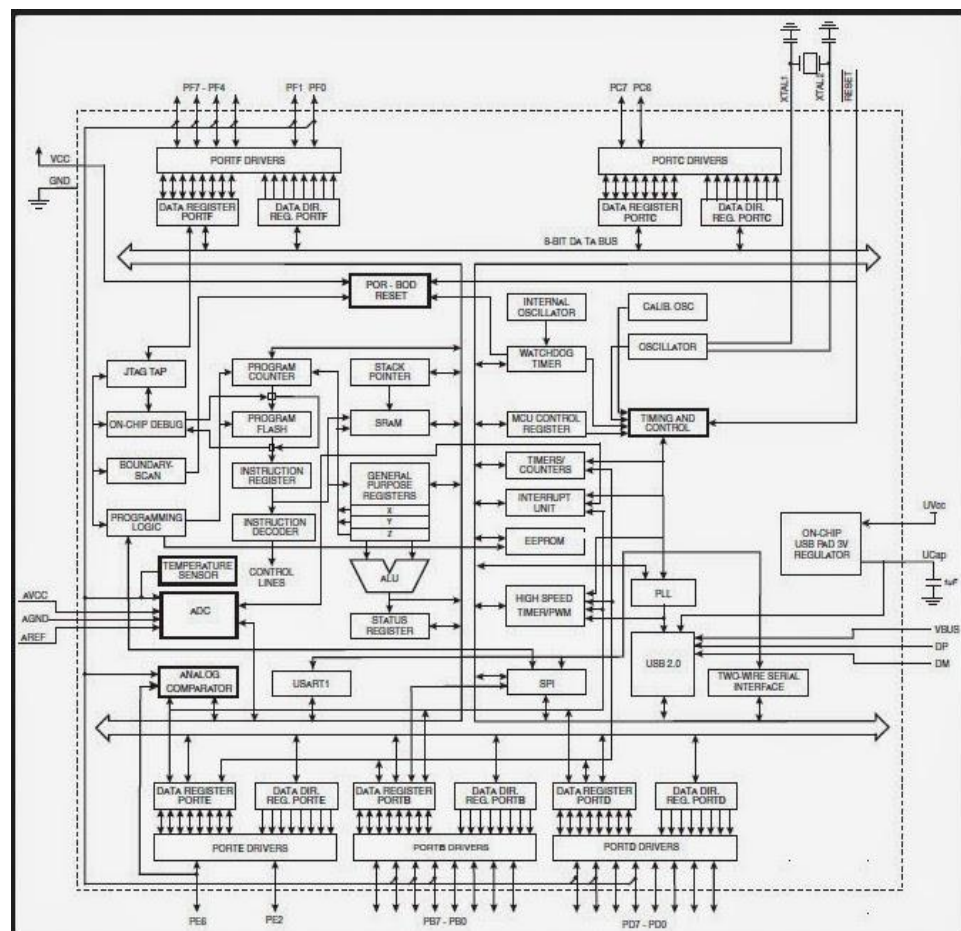 XTAL1
XTAL2
RESET
PF7 - PF4
PF1 PF0
PC7 PC6
VCC
GND
PORTF DRIVERS
PORTC DRIVERS
DATA REGISTER
PORTF
DATA DIR.
REG. PORTF
DATA REGISTER
PORTC
DATA DIR.
REG. PORTC
8-BIT DA TA BUS
POR - BOD
RESET
INTERNAL
OSCILLATOR
CALIB. OSC
OSCILLATOR
WATCHDOG
TIMER
JTAG TAP
PROGRAM
COUNTER
STACK
POINTER
ON-CHIP DEBUG
PROGRAM
FLASH
SRAM
MCU CONTROL
REGISTER
TIMING AND
CONTROL
BOUNDARY-
SCAN
INSTRUCTION
REGISTER
GENERAL
PURPOSE
REGISTERS
X
Y
Z
TIMERS/
COUNTERS
INTERRUPT
UNIT
PROGRAMMING
LOGIC
INSTRUCTION
DECODER
EEPROM
ON-CHIP
USB PAD 3V
REGULATOR
UVcc
UCap
1uF
TEMPERATURE
SENSOR
CONTROL
LINES
ALU
HIGH SPEED
TIMER/PWM
PLL
AVCC
AGND
AREF
ADC
STATUS
REGISTER
USB 2.0
VBUS
DP
DM
ANALOG
COMPARATOR
USART1
SPI
TWO-WIRE SERIAL
INTERFACE
DATA REGISTER
PORTE
DATA DIR.
REG. PORTE
DATA REGISTER
PORTB
DATA DIR.
REG. PORTB
DATA REGISTER
PORTD
DATA DIR.
REG. PORTD
PORTE DRIVERS
PORTB DRIVERS
PORTD DRIVERS
PE6
PE2
PB7 - PB0
PD7 - PD0